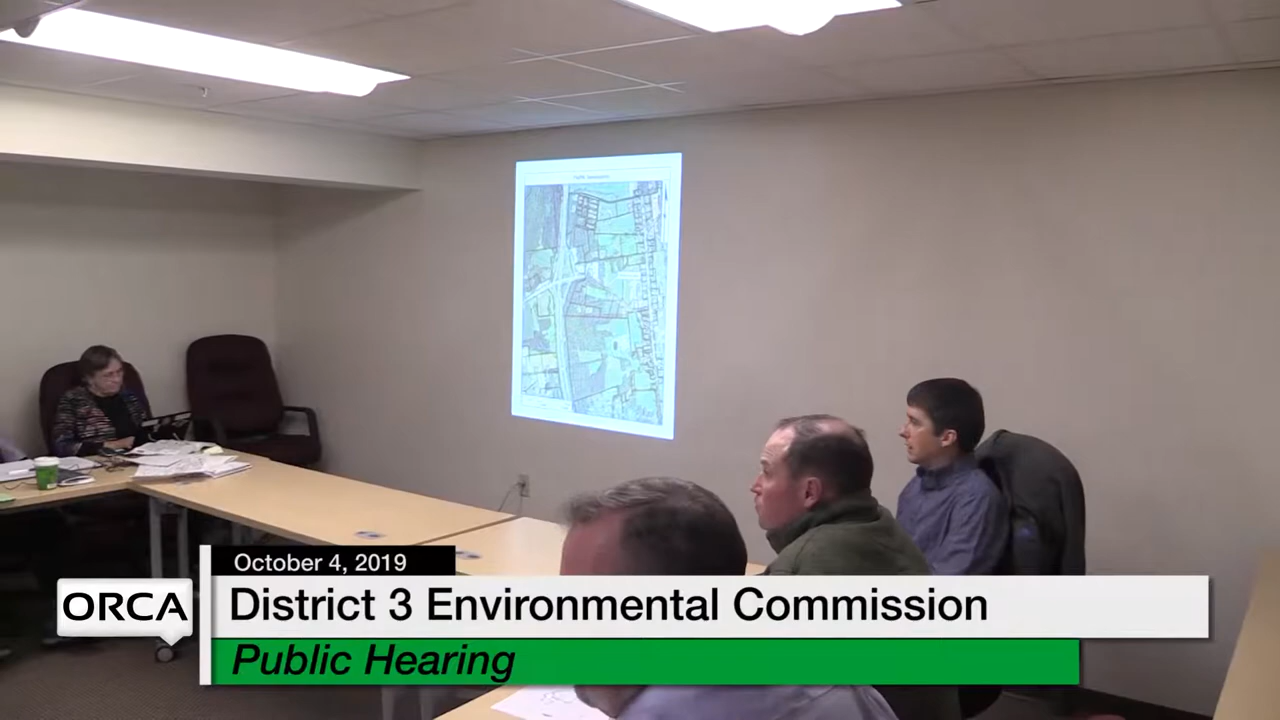 October 4, 2019
ORCA
District 3 Environmental Commission
Public Hearing